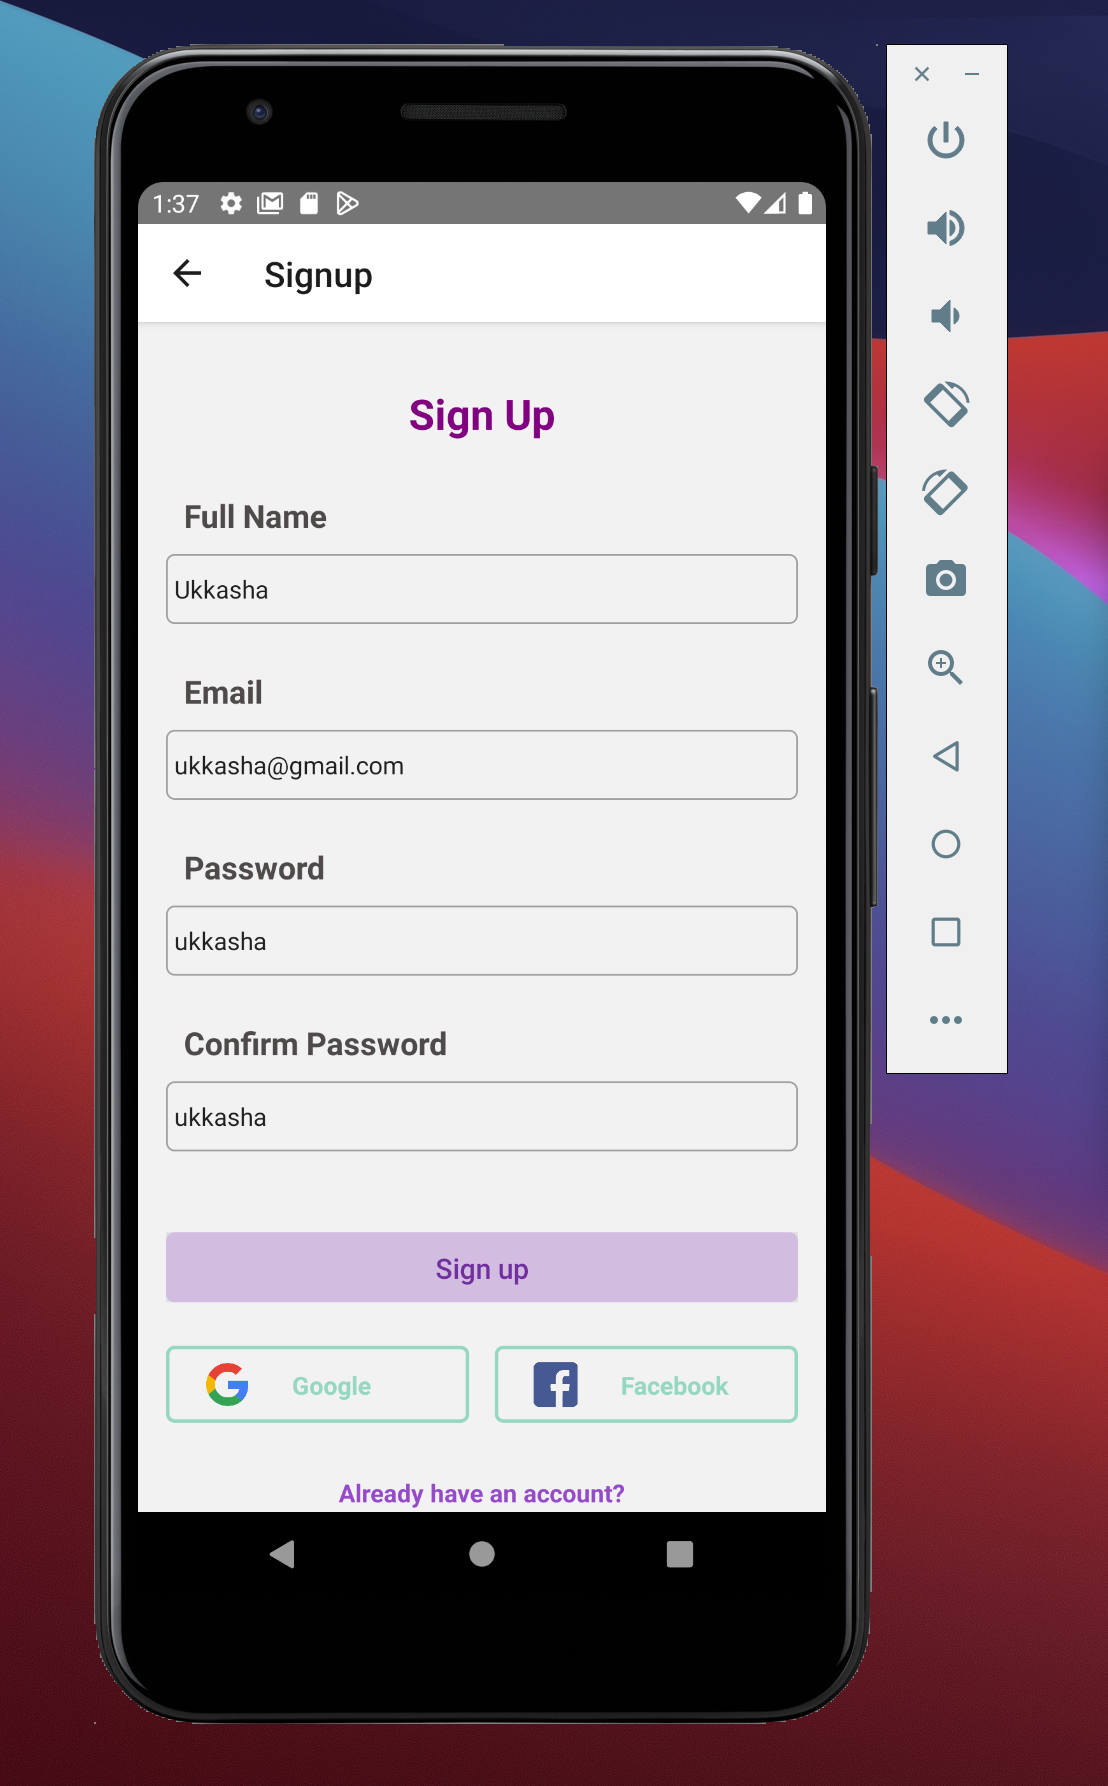 1:37
Signup
Sign Up
Full Name
Ukkasha
Email
ukkasha@gmail.com
Password
ukkasha
Confirm Password
ukkasha
Sign up
Google
Facebook
Already have an account?